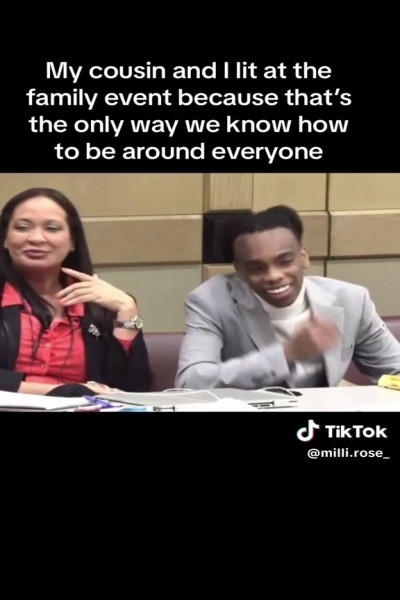 My cousin and I lit at the
family event because that's
the only way we know how
to be around everyone
TikTok
@milli.rose_